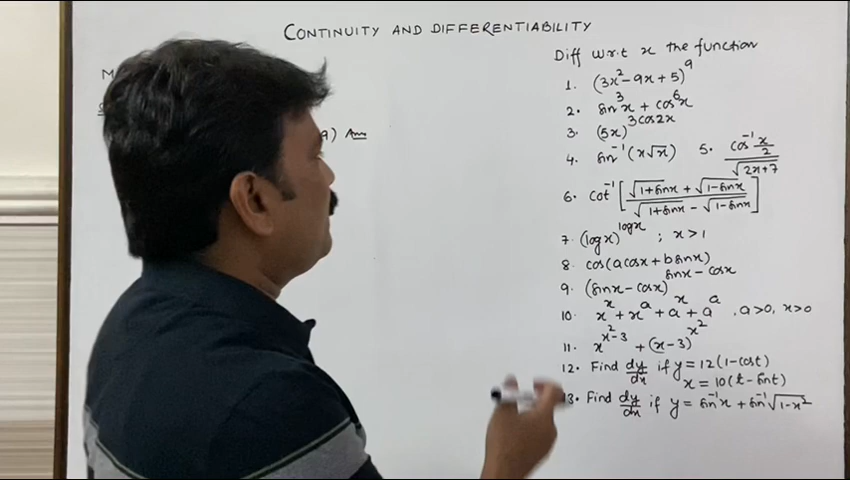 CONTINUITY AND DIFFERENTIABILITY
M
A) Ans
Diff w.r.t x the function
1. (3x² - 9x + 5)⁹
2. sin³x + cos⁶x
3. (5x)^{3cos2x}
4. sin⁻¹(x√x) 5. (cos⁻¹ x/2)/√(2x+7)
6. cot⁻¹[(√(1+sinx) + √(1-sinx))/(√(1+sinx) - √(1-sinx))]
7. (logx)^{logx} ; x>1
8. cos(acosx + bsinx)
9. (sinx - cosx)^{sinx - cosx}
10. x^x + x^a + a^x + a^a , a>0, x>0
11. x^{x²-3} + (x-3)^{x²}
12. Find dy/dx if y = 12(1-cost)
x = 10(t - sint)
13. Find dy/dx if y = sin⁻¹x + sin⁻¹√(1-x²)